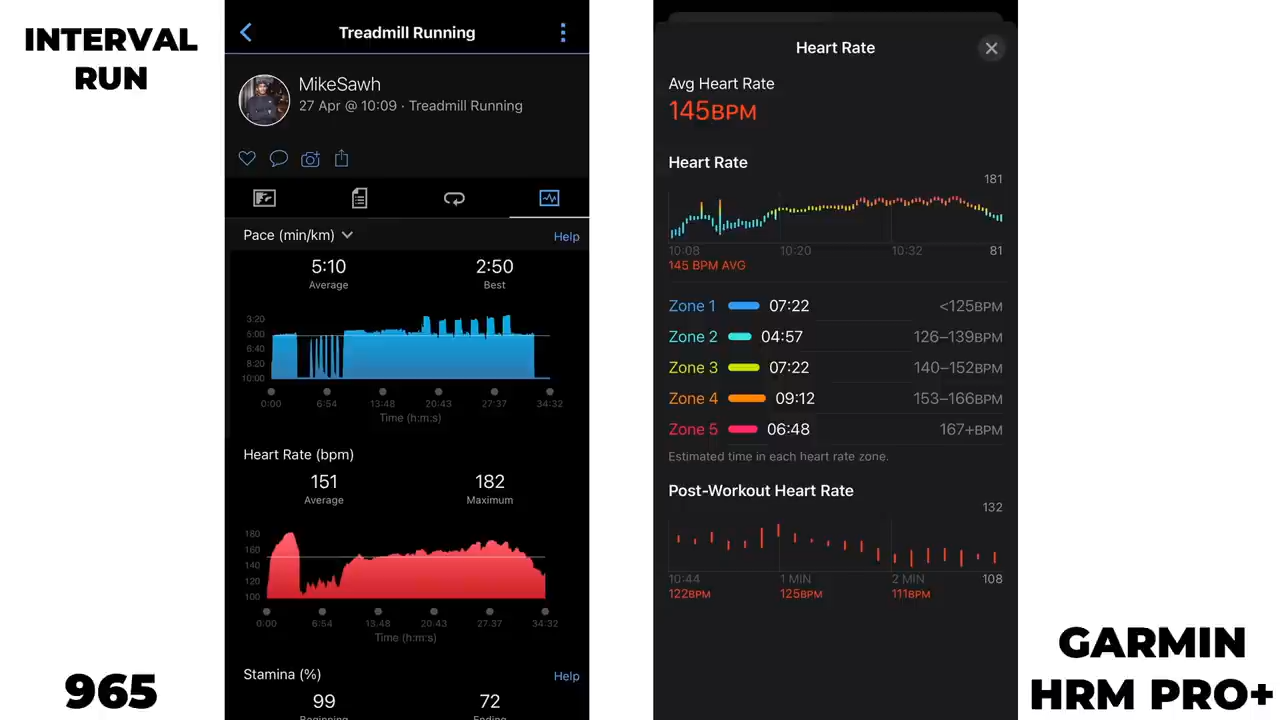 INTERVAL
RUN
Treadmill Running
MikeSawh
27 Apr @ 10:09 · Treadmill Running
Pace (min/km)
Help
5:10
2:50
Average
Best
3:20
5:00
6:40
8:20
10:00
0:00
6:54
13:48
20:43
27:37
34:32
Time (h:m:s)
Heart Rate (bpm)
151
182
Average
Maximum
180
160
140
120
100
0:00
6:54
13:48
20:43
27:37
34:32
Time (h:m:s)
Stamina (%)
Help
99
72
Beginning
Ending
965
Heart Rate
Avg Heart Rate
145BPM
Heart Rate
181
10:08
10:20
10:32
81
145 BPM AVG
Zone 1 07:22 <125BPM
Zone 2 04:57 126–139BPM
Zone 3 07:22 140–152BPM
Zone 4 09:12 153–166BPM
Zone 5 06:48 167+BPM
Estimated time in each heart rate zone.
Post-Workout Heart Rate
132
10:44
1 MIN
2 MIN
108
122BPM
125BPM
111BPM
GARMIN
HRM PRO+